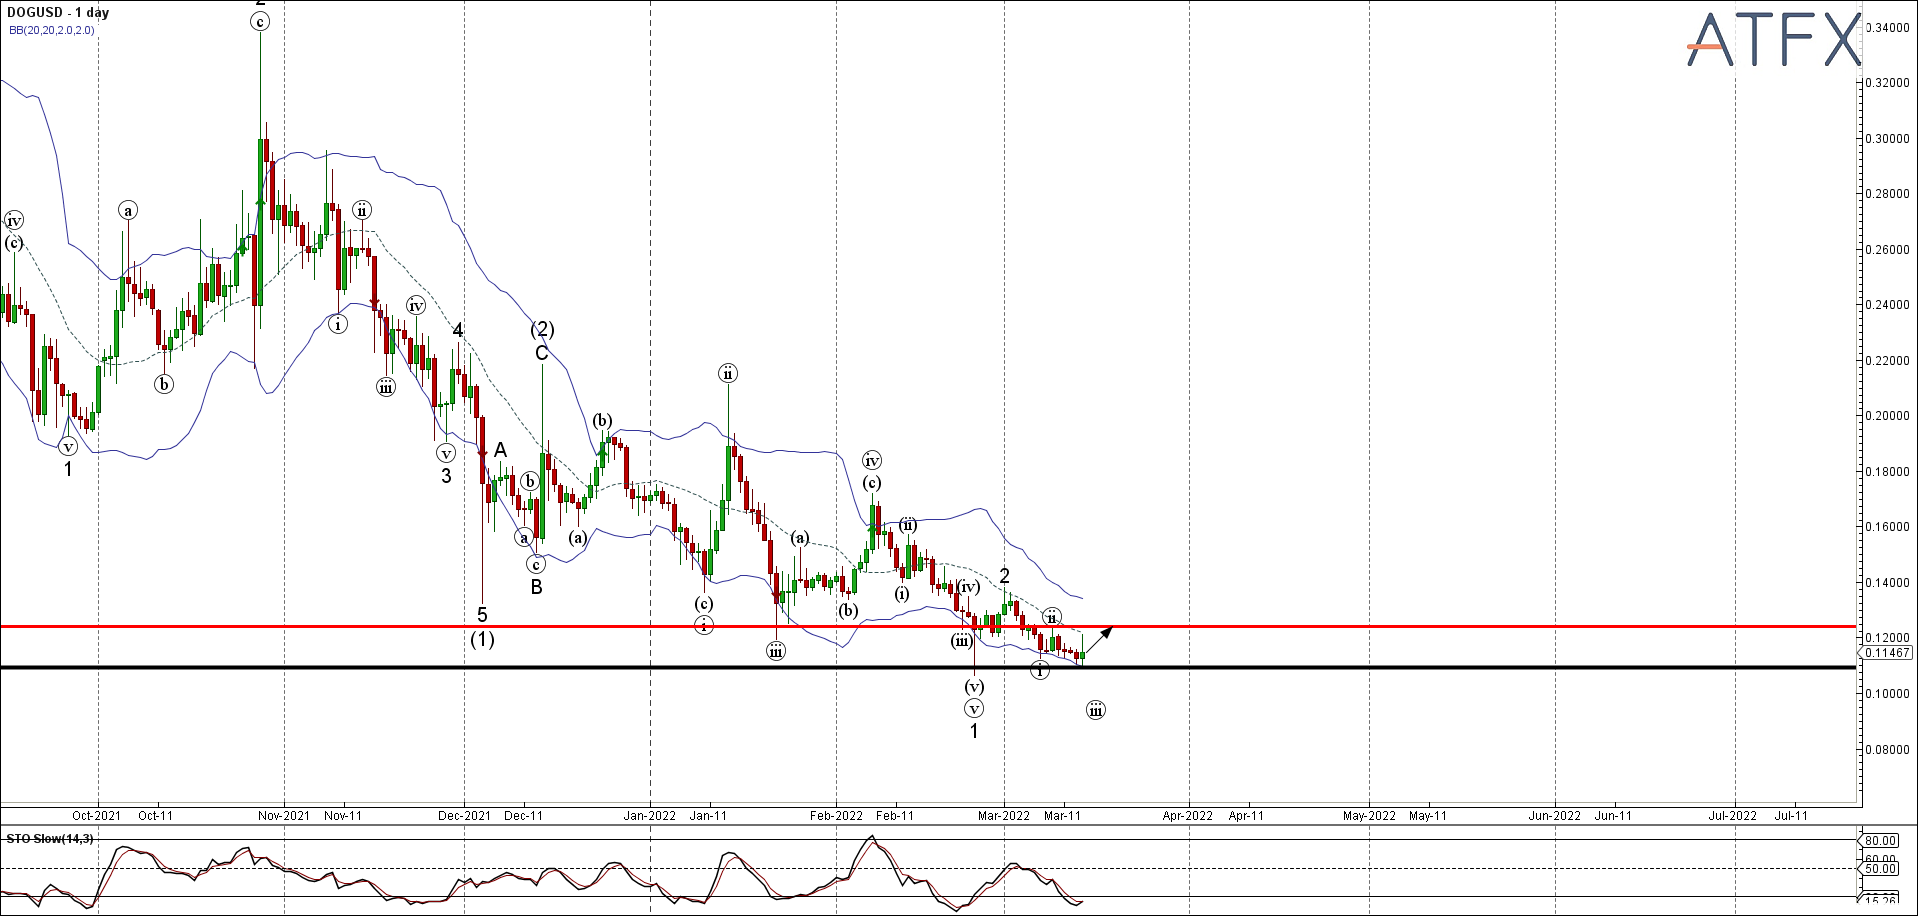 DOGUSD - 1 day
BB(20,20,2.0,2.0)
ATFX
2
c
iv
(c)
a
b
v
1
i
ii
iii
iv
v
3
4
5
(1)
A
b
a
c
B
(2)
C
(a)
(b)
(c)
i
ii
iii
(a)
(b)
iv
(c)
(i)
(ii)
(iii)
(iv)
(v)
v
1
2
i
ii
iii
0.34000
0.32000
0.30000
0.28000
0.26000
0.24000
0.22000
0.20000
0.18000
0.16000
0.14000
0.12000
0.11467
0.10000
0.08000
Oct-2021 Oct-11 Nov-2021 Nov-11 Dec-2021 Dec-11 Jan-2022 Jan-11 Feb-2022 Feb-11 Mar-2022 Mar-11 Apr-2022 Apr-11 May-2022 May-11 Jun-2022 Jun-11 Jul-2022 Jul-11
STO Slow(14,3)
80.00
60.00
50.00
15.26